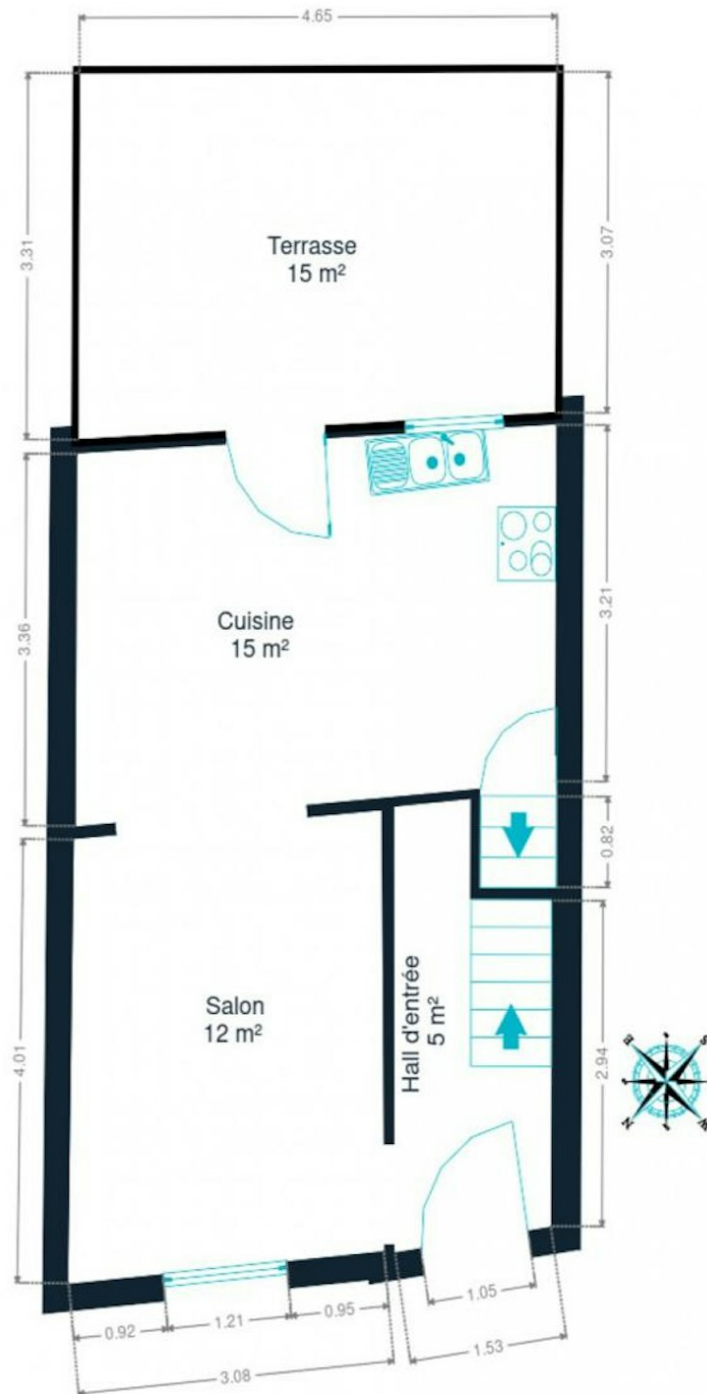 4.65
3.31
3.07
Terrasse
15 m²
3.36
3.21
Cuisine
15 m²
0.82
4.01
Salon
12 m²
Hall d'entrée
5 m²
2.94
E
S
N
W
0.92
1.21
0.95
1.05
3.08
1.53